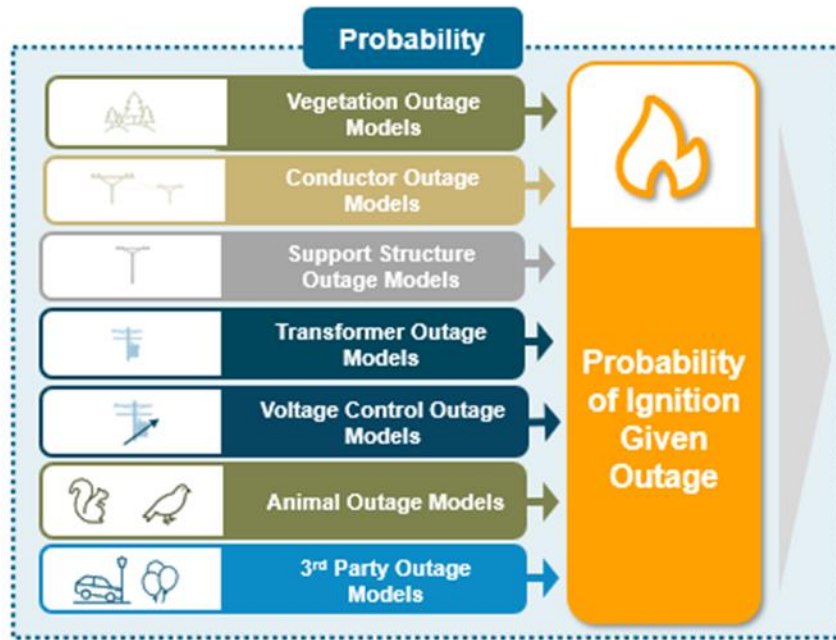 Probability
Vegetation Outage
Models
Conductor Outage
Models
Support Structure
Outage Models
Transformer Outage
Models
Voltage Control Outage
Models
Animal Outage Models
3rd Party Outage
Models
Probability
of Ignition
Given
Outage